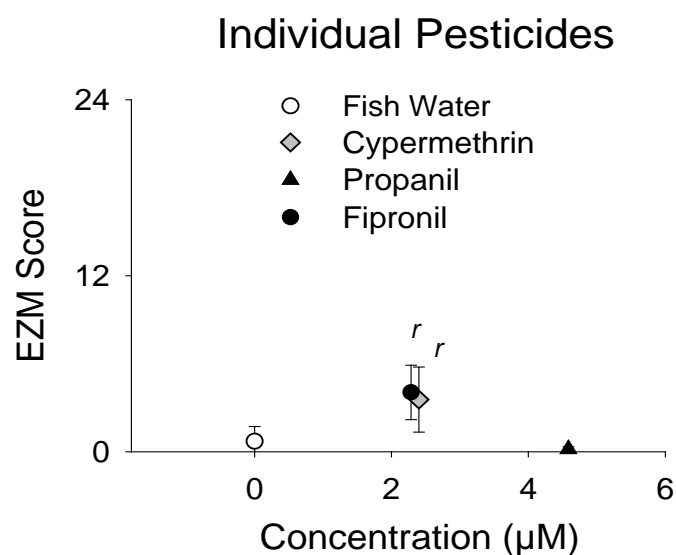 Individual Pesticides
24
Fish Water
Cypermethrin
Propanil
Fipronil
EZM Score
12
r
r
0
0 2 4 6
Concentration (µM)